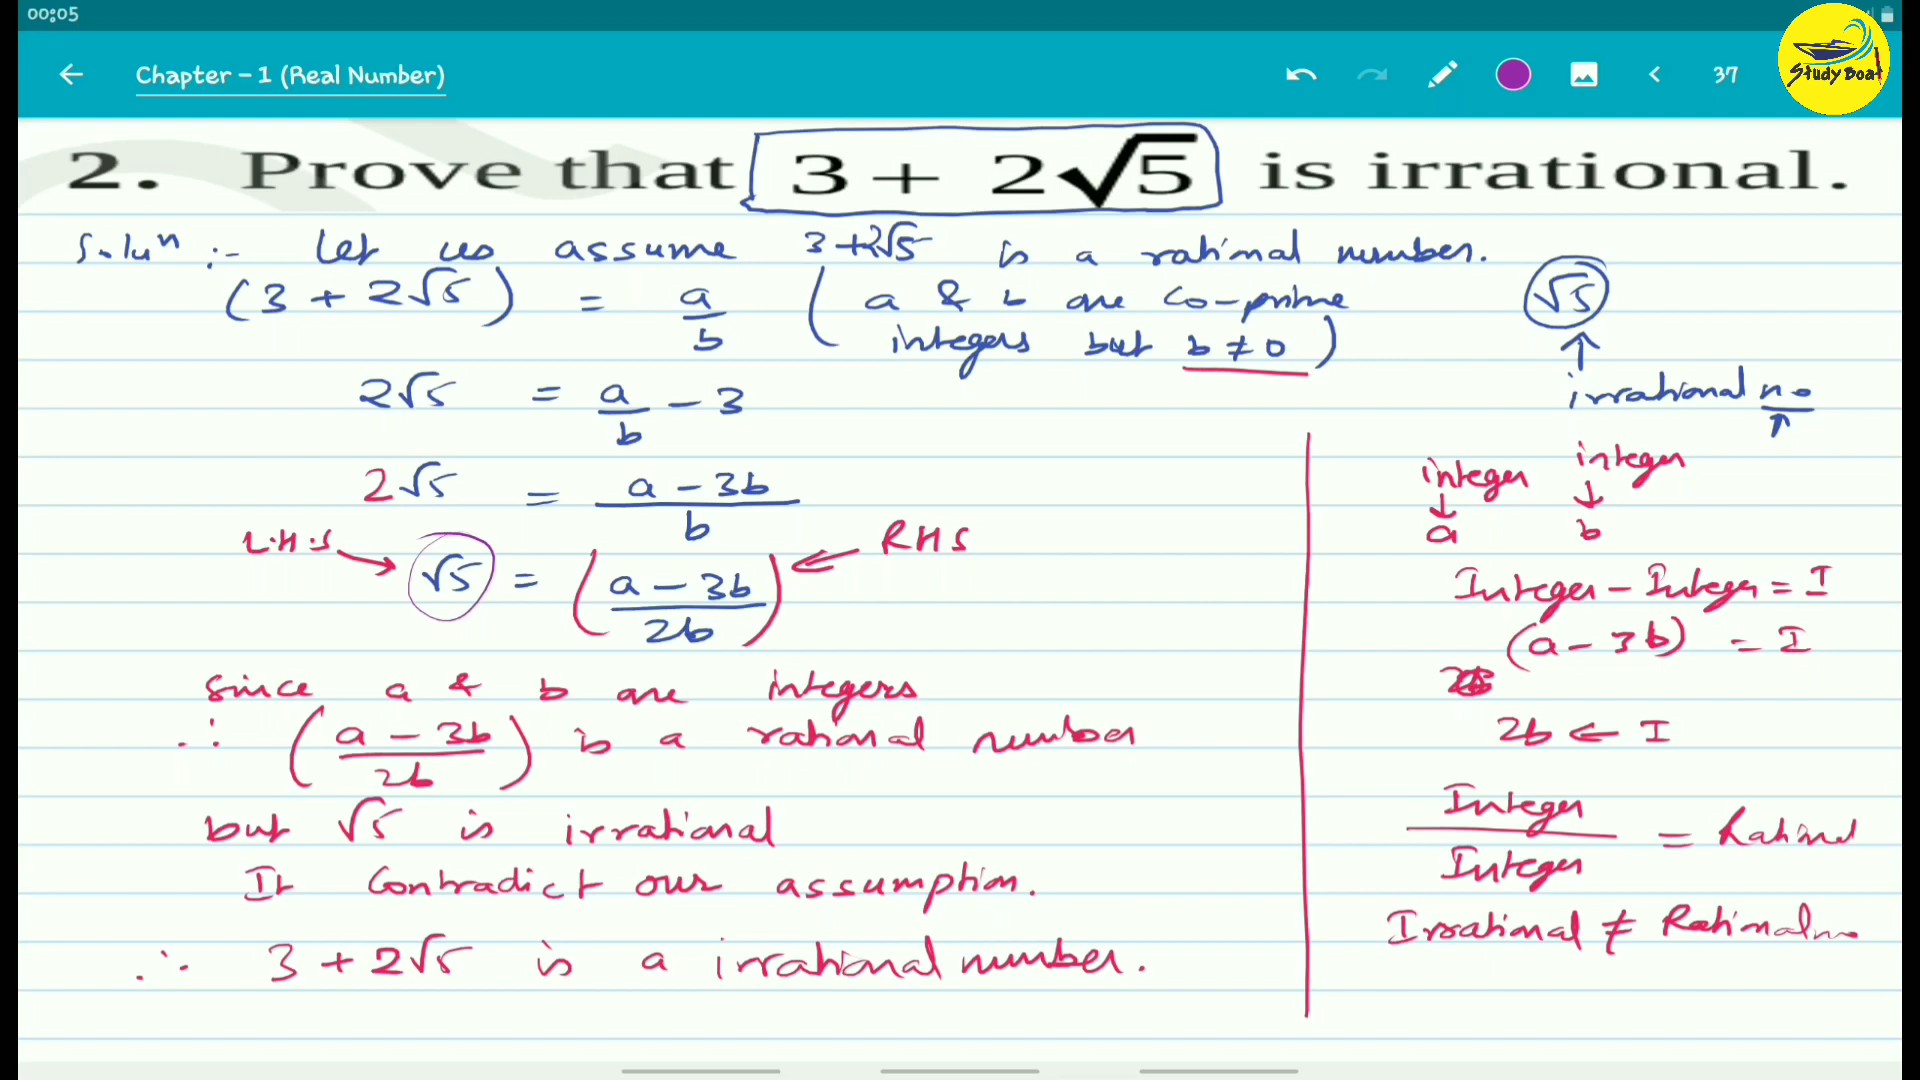 00:05
Chapter – 1 (Real Number)
37
Study Boat
2. Prove that 3 + 2√5 is irrational.
Soluⁿ :- Let us assume 3+2√5 is a rational number.
(3 + 2√5) = a/b (a & b are co-prime
integers but b ≠ 0)
2√5 = a/b - 3
2√5 = a - 3b / b
L.H.S → √5 = (a - 3b / 2b) ← RHS
since a & b are integers
∴ (a - 3b / 2b) is a rational number
but √5 is irrational
It Contradict our assumption.
∴ 3 + 2√5 is a irrational number.
√5
↑
irrational no
↑
integer integer
↓ ↓
a b
Integer - Integer = I
(a - 3b) = I
2b ← I
Integer / Integer = Rational
Irrational ≠ Rational no